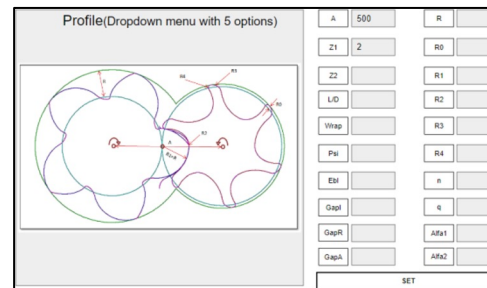 Profile(Dropdown menu with 5 options)
A 500 R
Z1 2 R0
Z2 R1
L/D R2
Wrap R3
Psi R4
Ebl n
GapI q
GapR Alfa1
GapA Alfa2
SET
R4
A